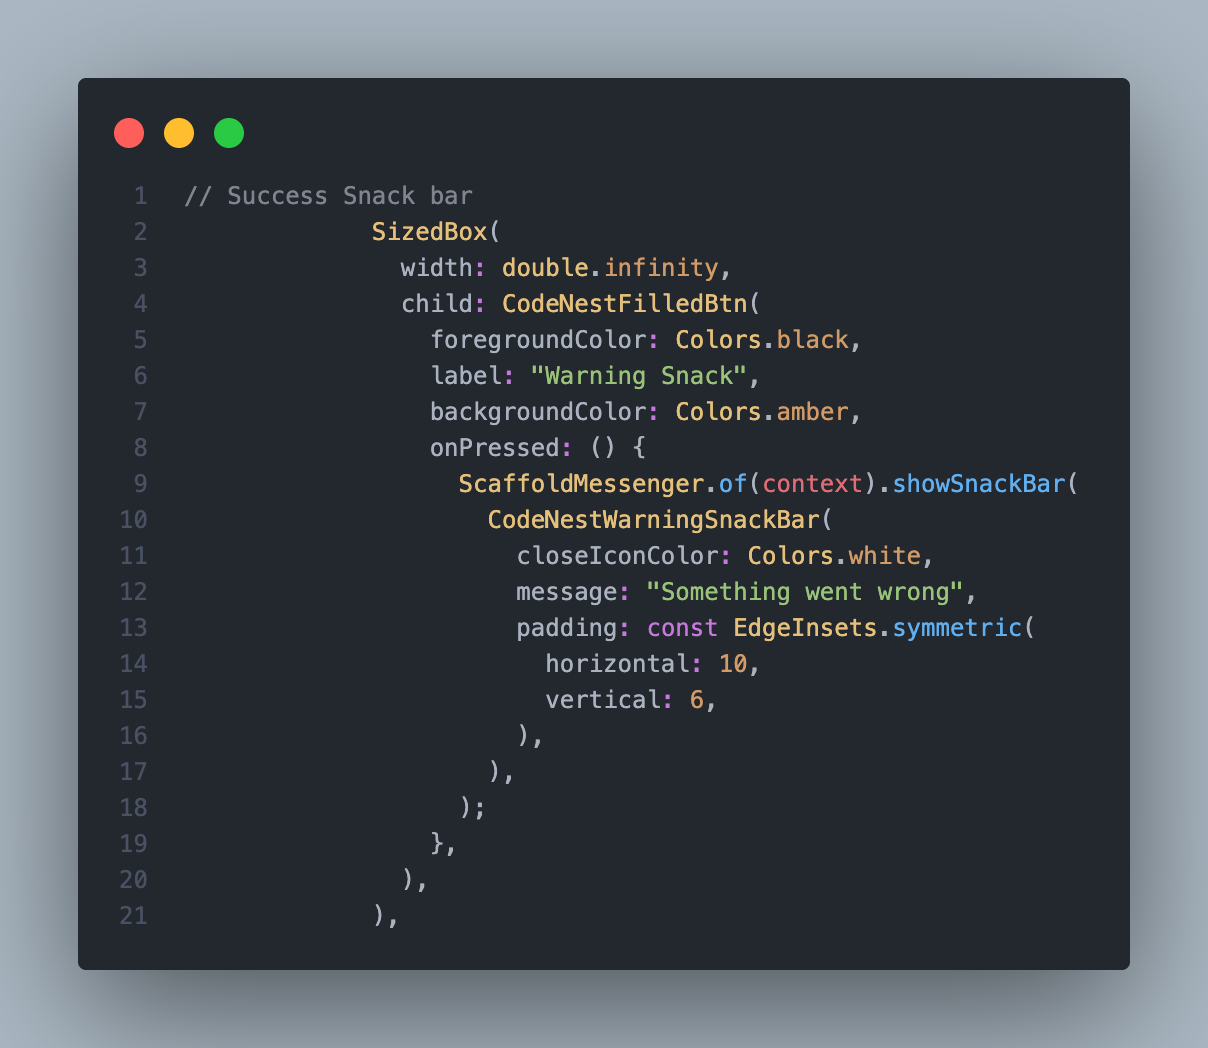 1 // Success Snack bar
2 SizedBox(
3 width: double.infinity,
4 child: CodeNestFilledBtn(
5 foregroundColor: Colors.black,
6 label: "Warning Snack",
7 backgroundColor: Colors.amber,
8 onPressed: () {
9 ScaffoldMessenger.of(context).showSnackBar(
10 CodeNestWarningSnackBar(
11 closeIconColor: Colors.white,
12 message: "Something went wrong",
13 padding: const EdgeInsets.symmetric(
14 horizontal: 10,
15 vertical: 6,
16 ),
17 ),
18 );
19 },
20 ),
21 ),